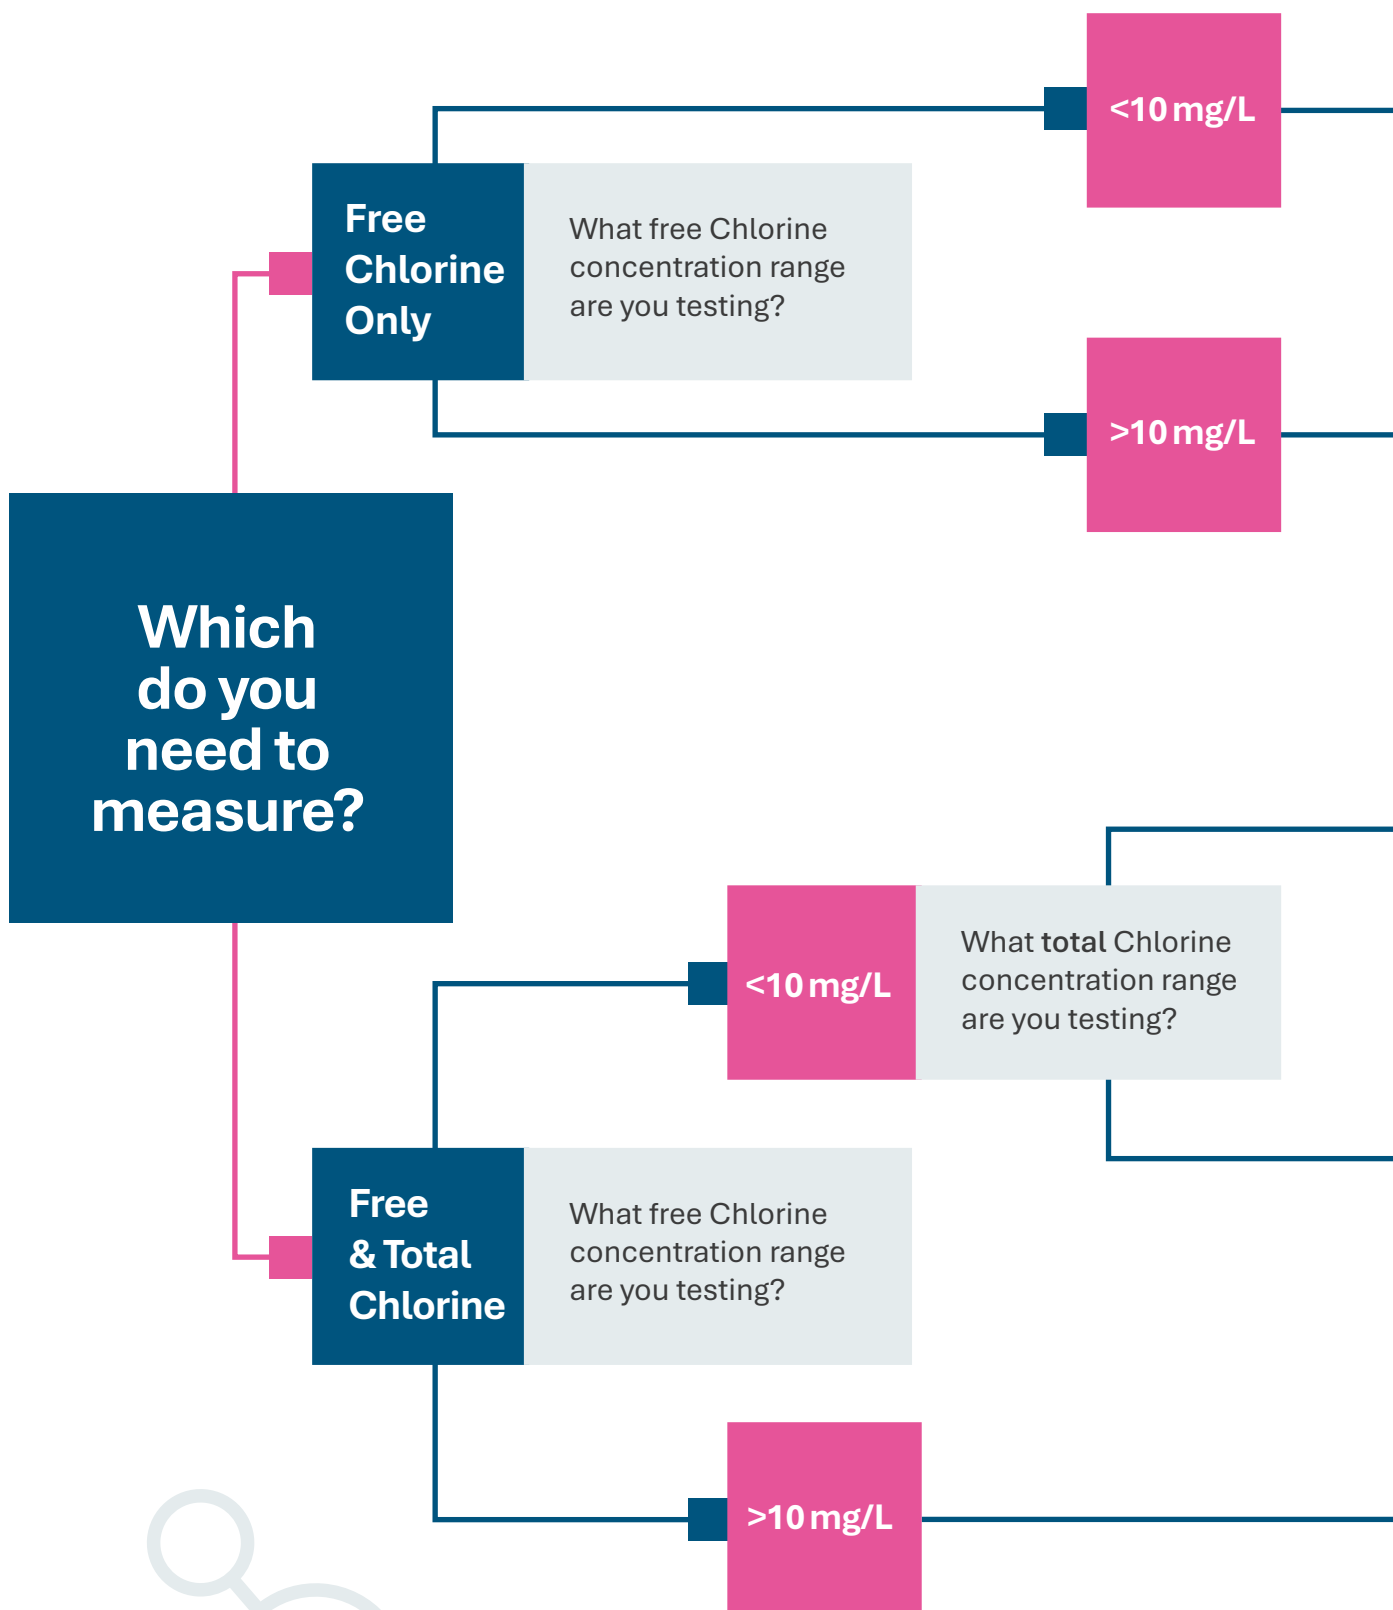 <10 mg/L
Free
Chlorine
Only
What free Chlorine
concentration range
are you testing?
>10 mg/L
Which
do you
need to
measure?
<10 mg/L
What total Chlorine
concentration range
are you testing?
Free
& Total
Chlorine
What free Chlorine
concentration range
are you testing?
>10 mg/L